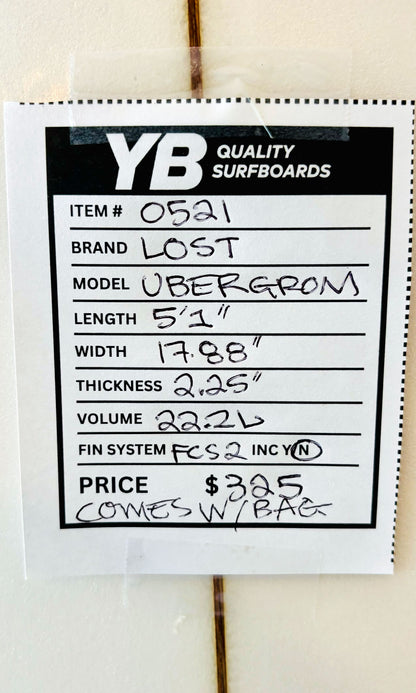 YB QUALITY SURFBOARDS
ITEM # 0521
BRAND LOST
MODEL UBERGROM
LENGTH 5'1"
WIDTH 17.88"
THICKNESS 2.25"
VOLUME 22.2L
FIN SYSTEM FCS2 INC Y/N
PRICE $325
COMES W/BAG